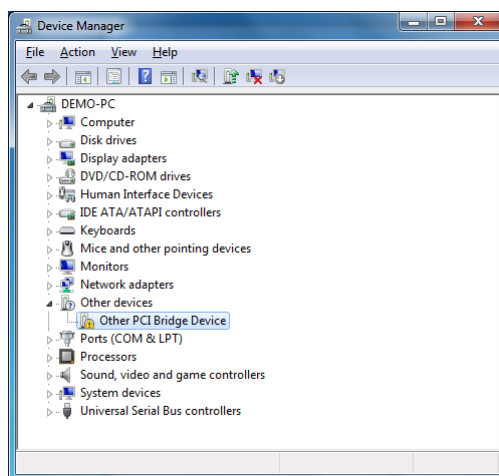 Device Manager
File Action View Help
DEMO-PC
Computer
Disk drives
Display adapters
DVD/CD-ROM drives
Human Interface Devices
IDE ATA/ATAPI controllers
Keyboards
Mice and other pointing devices
Monitors
Network adapters
Other devices
Other PCI Bridge Device
Ports (COM & LPT)
Processors
Sound, video and game controllers
System devices
Universal Serial Bus controllers